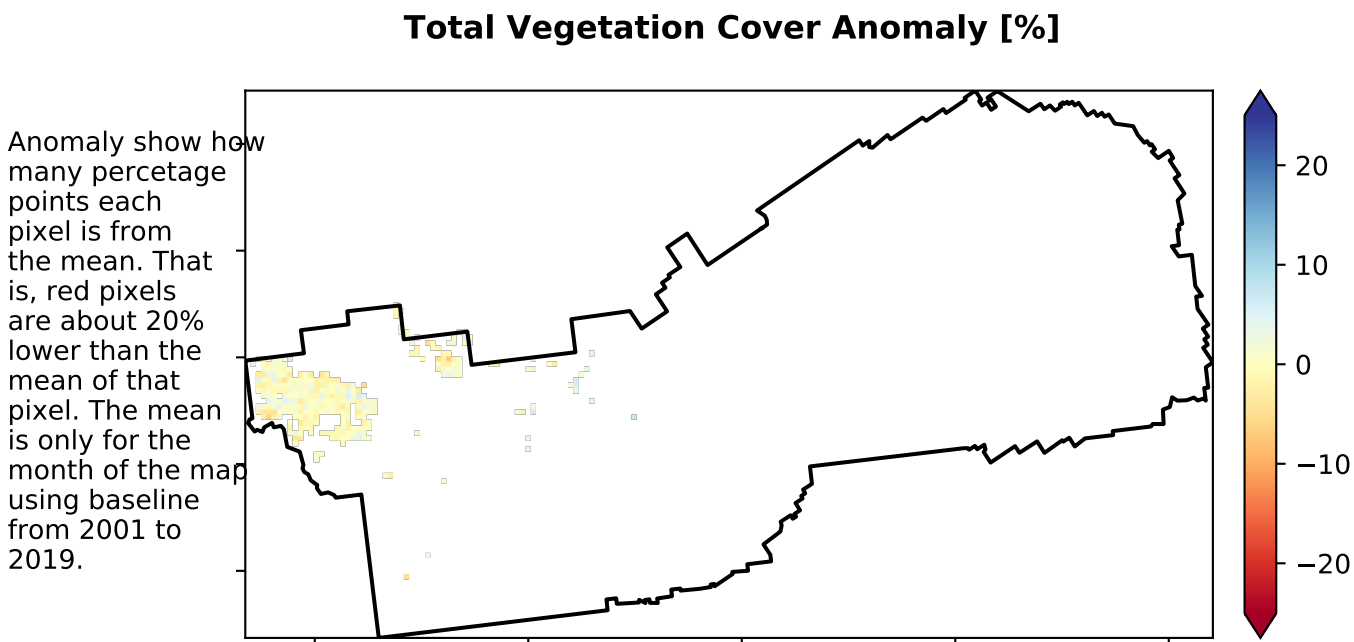 Total Vegetation Cover Anomaly [%]
Anomaly show how
many percetage
points each
pixel is from
the mean. That
is, red pixels
are about 20%
lower than the
mean of that
pixel. The mean
is only for the
month of the map
using baseline
from 2001 to
2019.
20
10
0
−10
−20